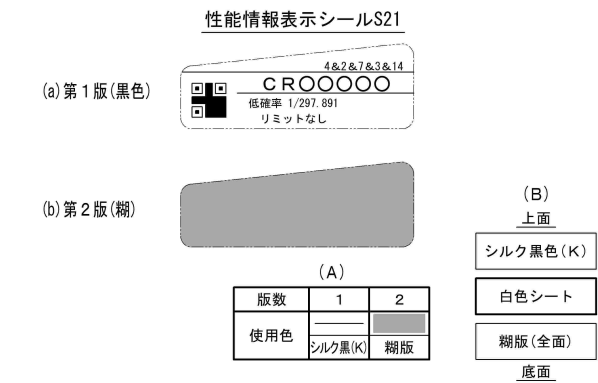 性能情報表示シールS21
(a)第1版(黒色)
4&2&7&3&14
CR〇〇〇〇〇
低確率 1/297.891
リミットなし
(b)第2版(糊)
(A)
版数 1 2
使用色 シルク黒(K) 糊版
(B)
上面
シルク黒色(K)
白色シート
糊版(全面)
底面